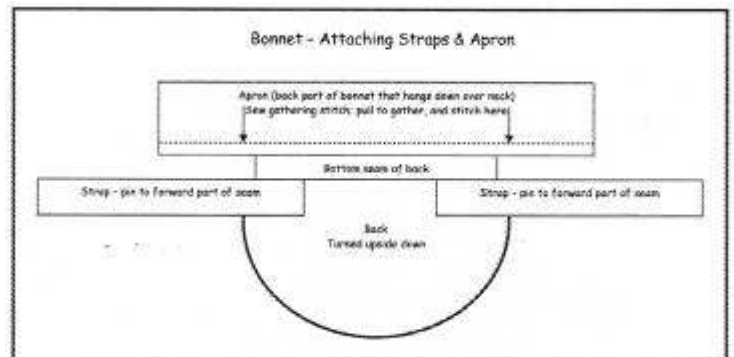 Bonnet - Attaching Straps & Apron
Apron (back part of bonnet that hangs down over neck)
(Sew gathering stitch; pull to gather, and stitch here)
Bottom seam of back
Strap - pin to forward part of seam
Strap - pin to forward part of seam
Back
Turned upside down